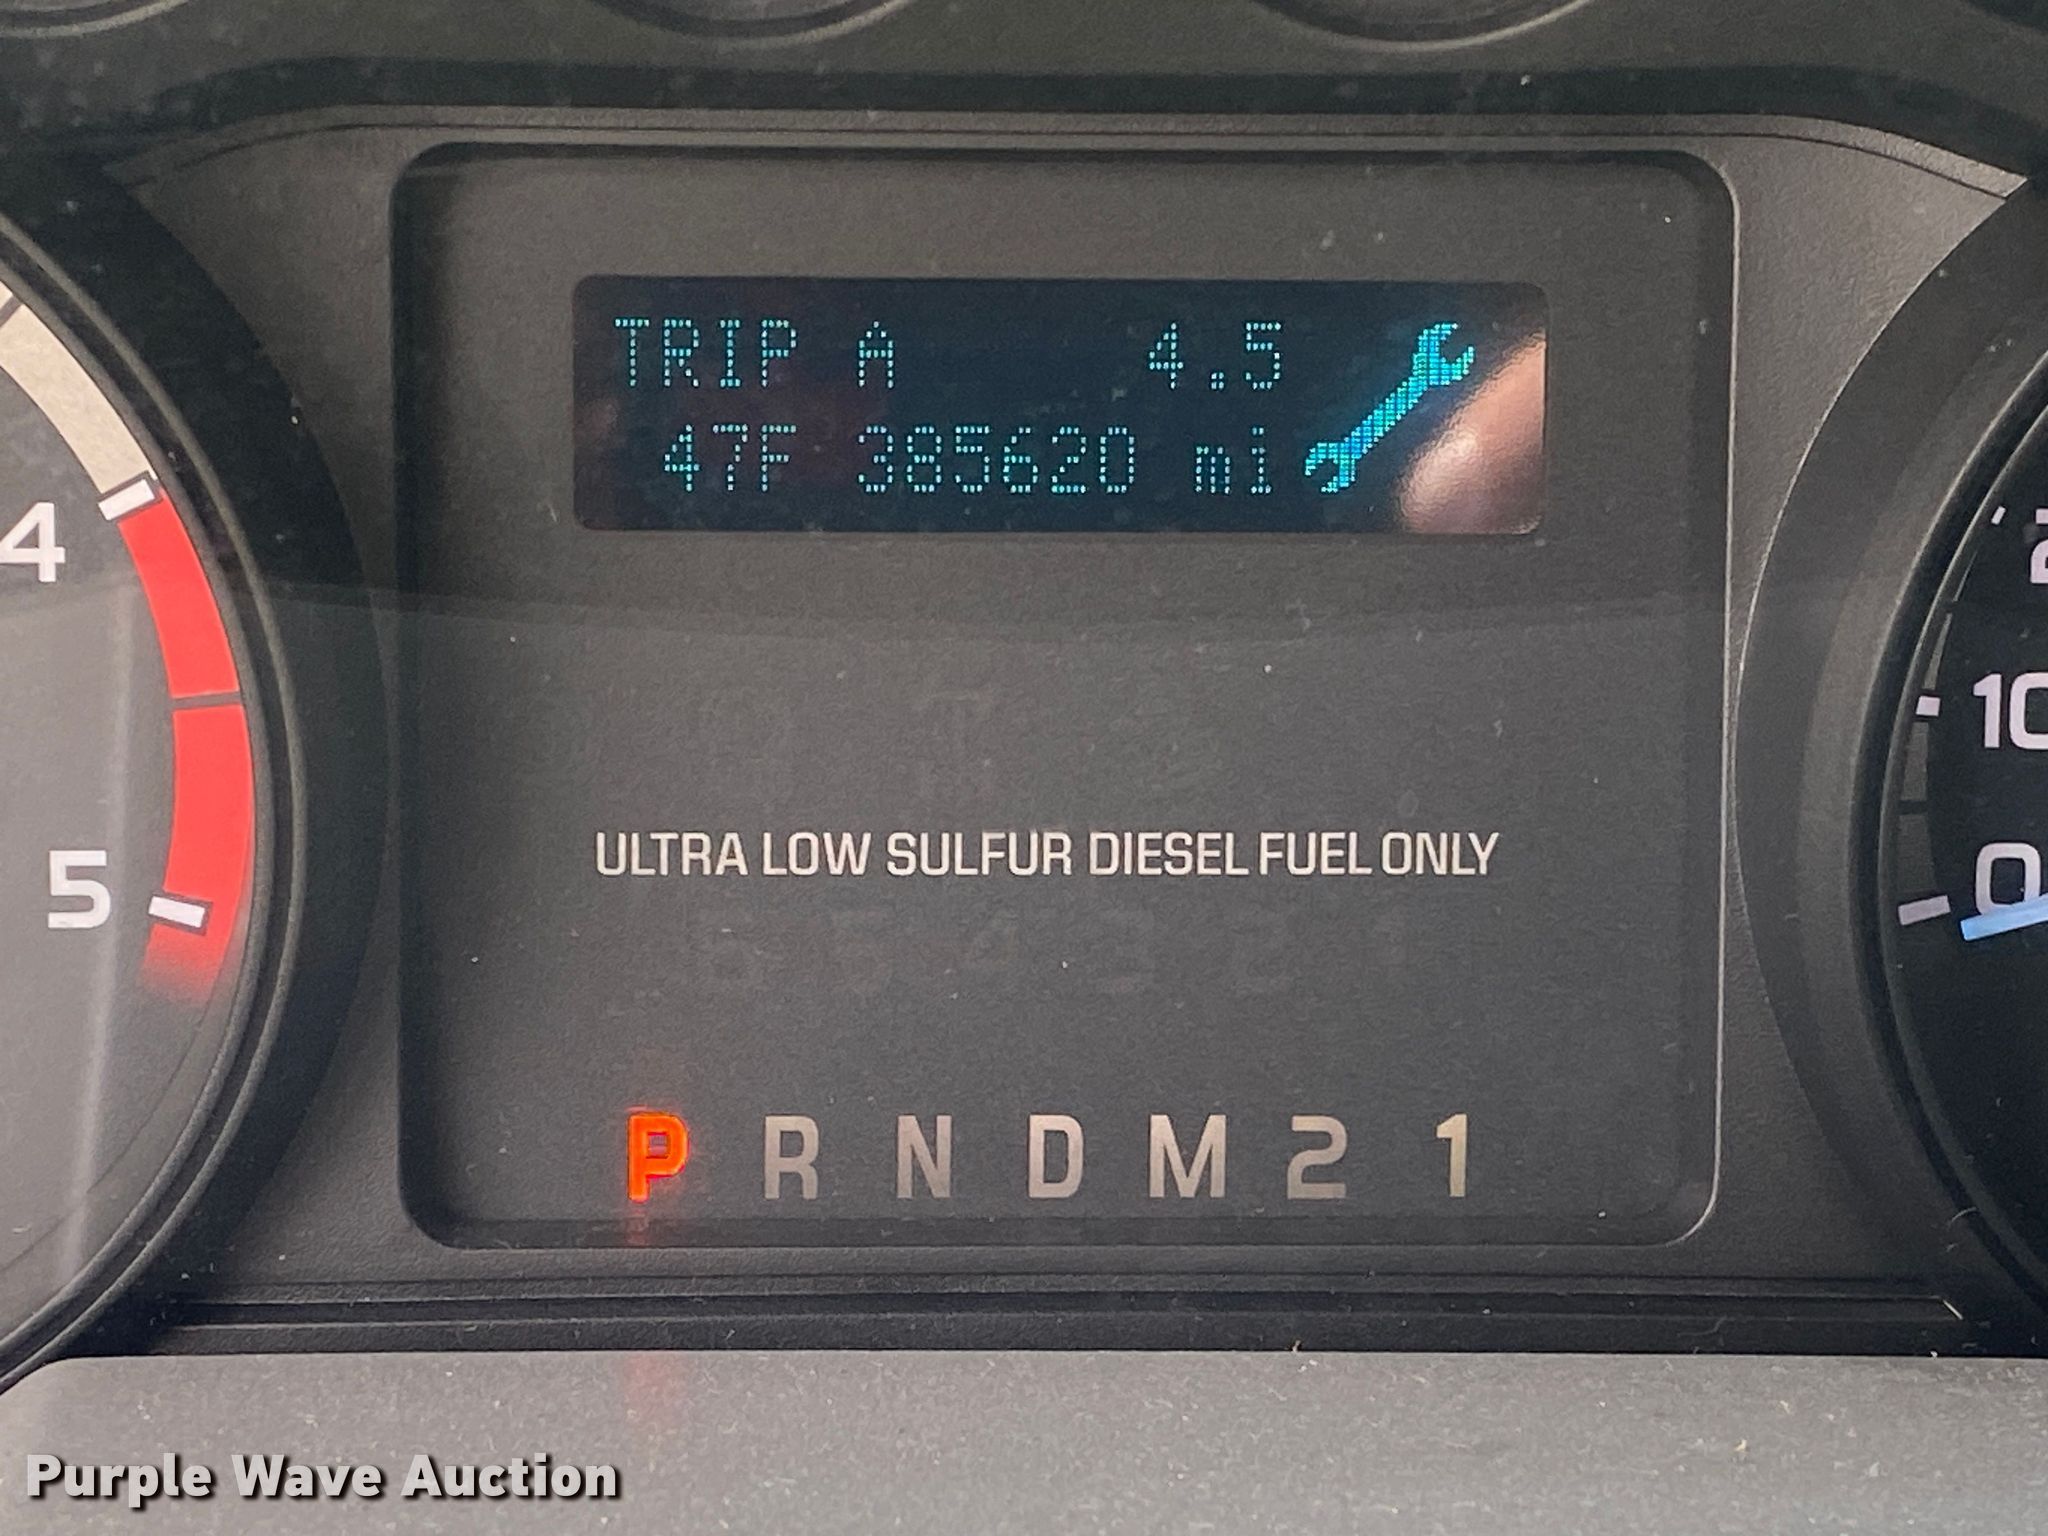 TRIP A 4.5
47F 385620 mi
4
5
10
0
ULTRA LOW SULFUR DIESEL FUEL ONLY
P R N D M 2 1
Purple Wave Auction